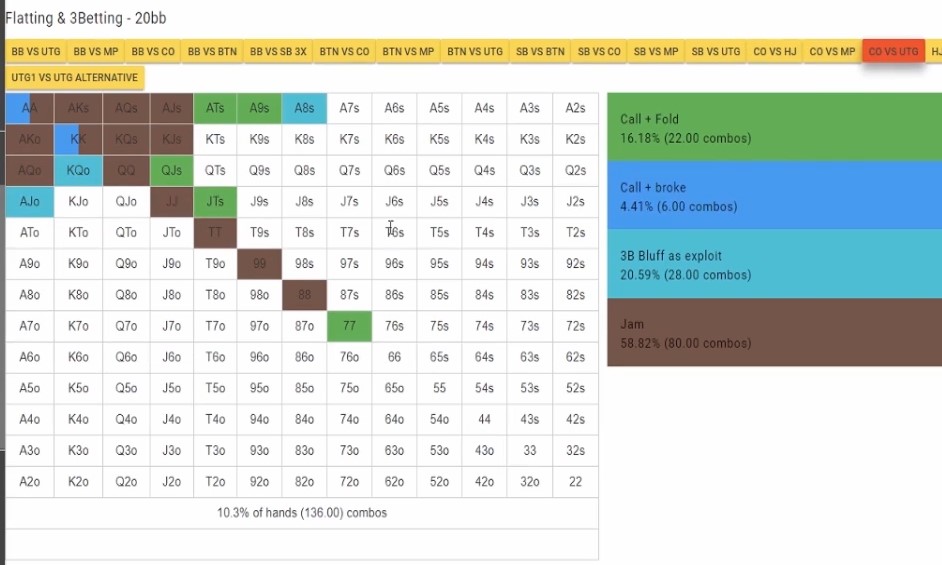 Flatting & 3Betting - 20bb
BB VS UTG BB VS MP BB VS CO BB VS BTN BB VS SB 3X BTN VS CO BTN VS MP BTN VS UTG SB VS BTN SB VS CO SB VS MP SB VS UTG CO VS HJ CO VS MP CO VS UTG HJ
UTG1 VS UTG ALTERNATIVE
AA AKs AQs AJs ATs A9s A8s A7s A6s A5s A4s A3s A2s
AKo KK KQs KJs KTs K9s K8s K7s K6s K5s K4s K3s K2s
AQo KQo QQ QJs QTs Q9s Q8s Q7s Q6s Q5s Q4s Q3s Q2s
AJo KJo QJo JJ JTs J9s J8s J7s J6s J5s J4s J3s J2s
ATo KTo QTo JTo TT T9s T8s T7s T6s T5s T4s T3s T2s
A9o K9o Q9o J9o T9o 99 98s 97s 96s 95s 94s 93s 92s
A8o K8o Q8o J8o T8o 98o 88 87s 86s 85s 84s 83s 82s
A7o K7o Q7o J7o T7o 97o 87o 77 76s 75s 74s 73s 72s
A6o K6o Q6o J6o T6o 96o 86o 76o 66 65s 64s 63s 62s
A5o K5o Q5o J5o T5o 95o 85o 75o 65o 55 54s 53s 52s
A4o K4o Q4o J4o T4o 94o 84o 74o 64o 54o 44 43s 42s
A3o K3o Q3o J3o T3o 93o 83o 73o 63o 53o 43o 33 32s
A2o K2o Q2o J2o T2o 92o 82o 72o 62o 52o 42o 32o 22
10.3% of hands (136.00) combos
Call + Fold
16.18% (22.00 combos)
Call + broke
4.41% (6.00 combos)
3B Bluff as exploit
20.59% (28.00 combos)
Jam
58.82% (80.00 combos)